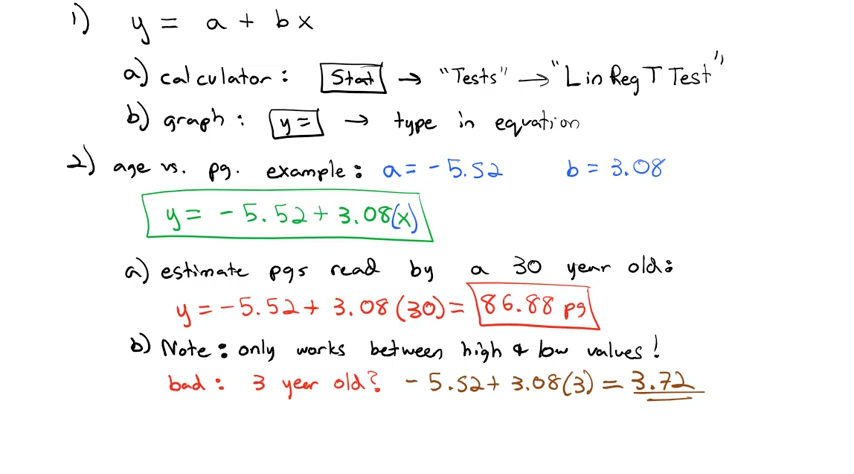 1) y = a + bx
a) calculator: Stat → "Tests" → "LinRegTTest"
b) graph: y= → type in equation
2) age vs. pg. example: a = -5.52 b = 3.08
y = -5.52 + 3.08(x)
a) estimate pgs read by a 30 year old:
y = -5.52 + 3.08(30) = 86.88 pg
b) Note: only works between high & low values!
bad: 3 year old? -5.52 + 3.08(3) = 3.72